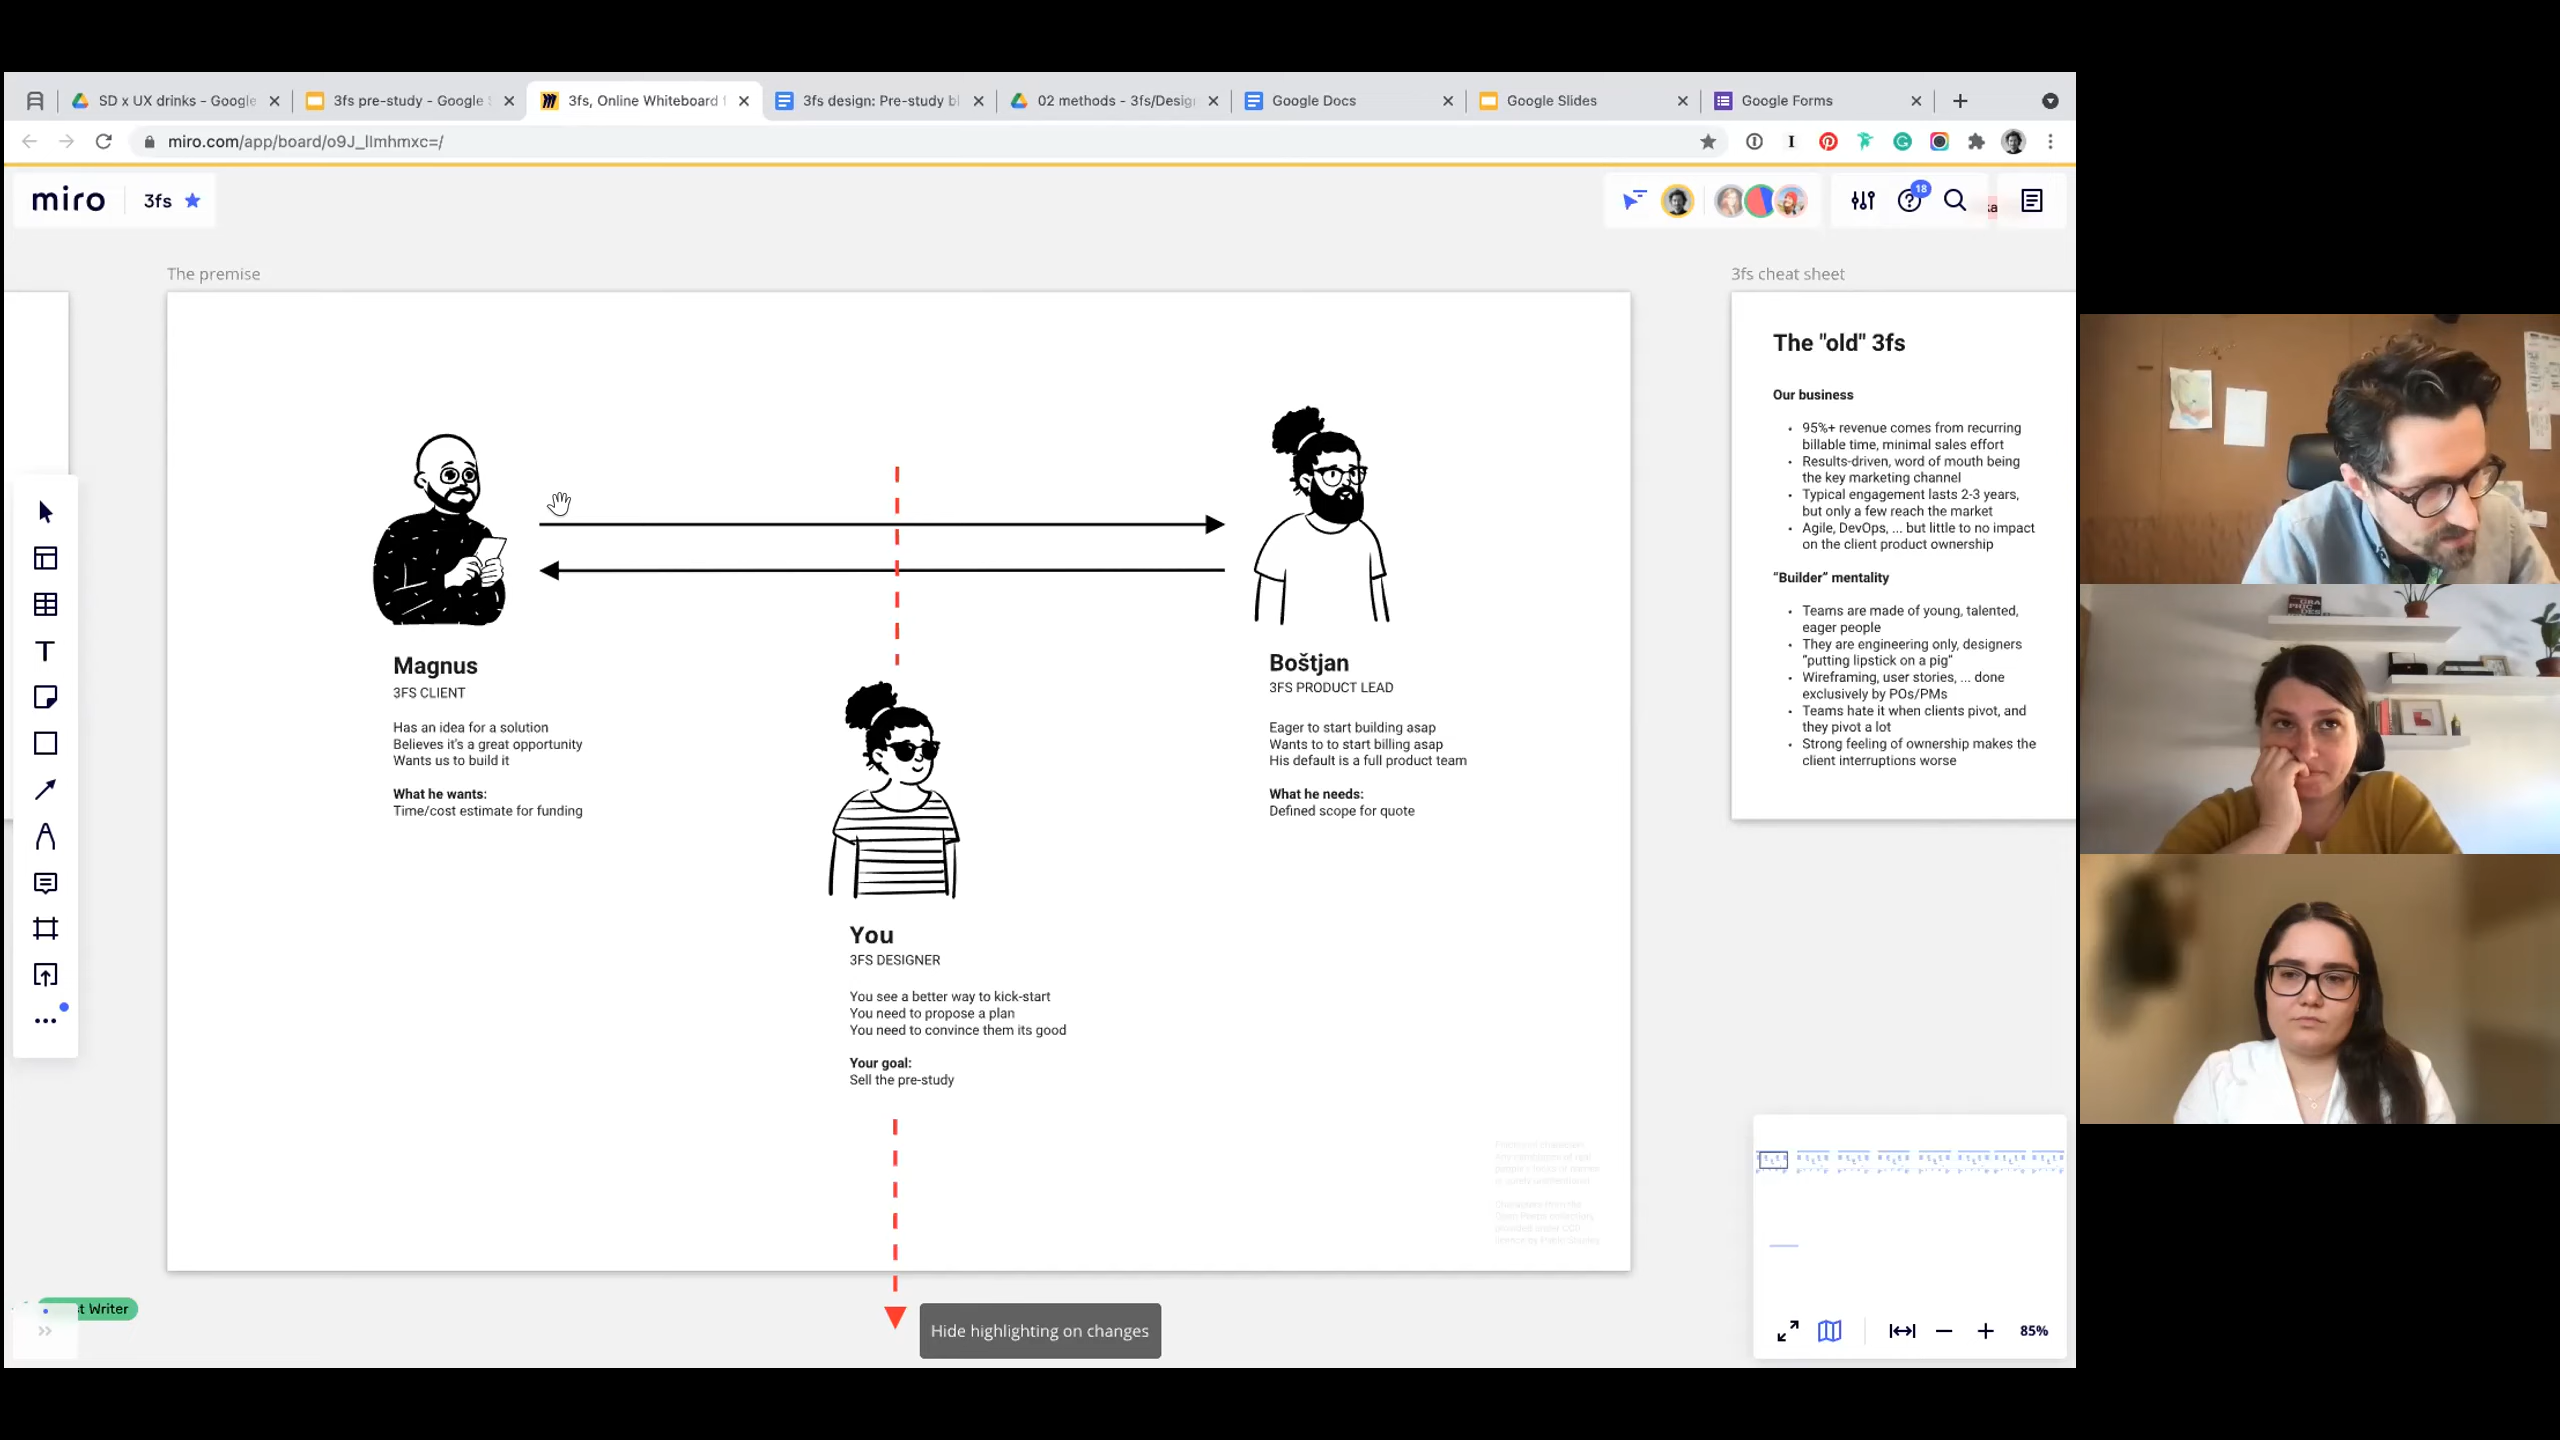 SD x UX drinks - Google
3fs pre-study - Google
3fs, Online Whiteboard
3fs design: Pre-study bl
02 methods - 3fs/Desig
Google Docs
Google Slides
Google Forms
miro.com/app/board/o9J_lImhmxc=/
miro
3fs
18
ka
The premise
3fs cheat sheet
Magnus
3FS CLIENT
Has an idea for a solution
Believes it's a great opportunity
Wants us to build it
What he wants:
Time/cost estimate for funding
Boštjan
3FS PRODUCT LEAD
Eager to start building asap
Wants to to start billing asap
His default is a full product team
What he needs:
Defined scope for quote
You
3FS DESIGNER
You see a better way to kick-start
You need to propose a plan
You need to convince them its good
Your goal:
Sell the pre-study
The "old" 3fs
Our business
• 95%+ revenue comes from recurring
billable time, minimal sales effort
• Results-driven, word of mouth being
the key marketing channel
• Typical engagement lasts 2-3 years,
but only a few reach the market
• Agile, DevOps, ... but little to no impact
on the client product ownership
“Builder” mentality
• Teams are made of young, talented,
eager people
• They are engineering only, designers
“putting lipstick on a pig”
• Wireframing, user stories, ... done
exclusively by POs/PMs
• Teams hate it when clients pivot, and
they pivot a lot
• Strong feeling of ownership makes the
client interruptions worse
t Writer
Hide highlighting on changes
85%